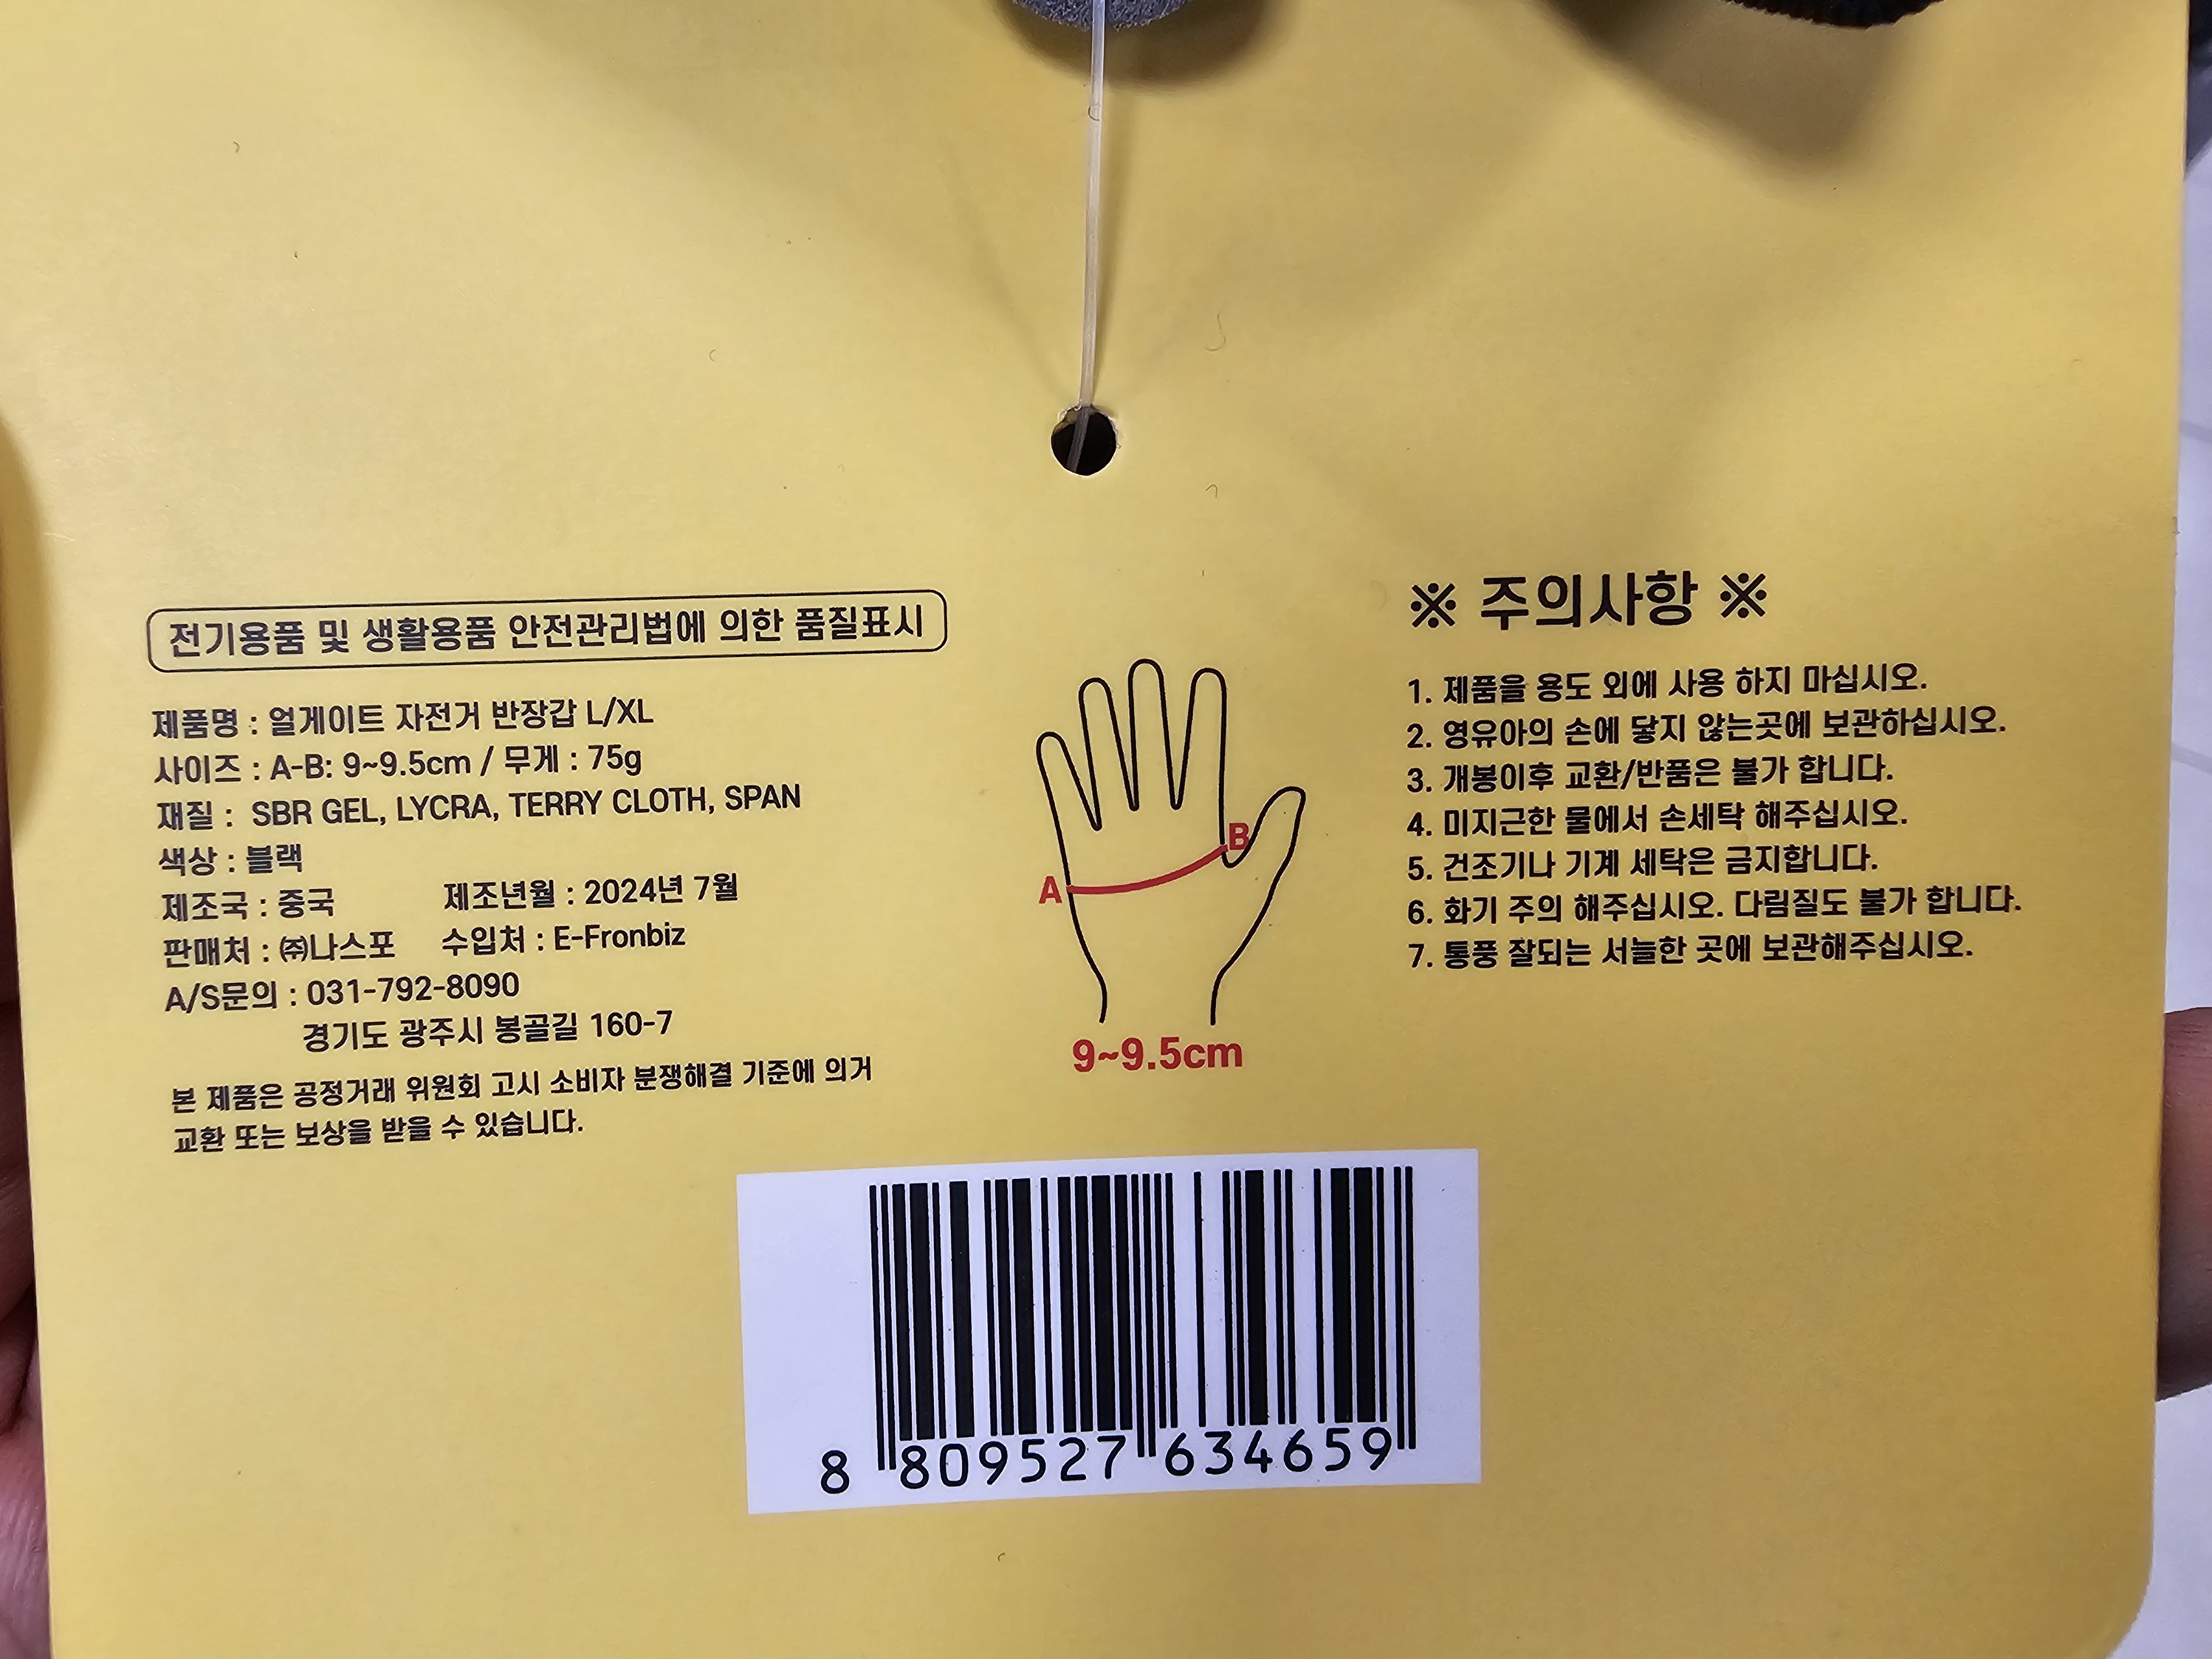 전기용품 및 생활용품 안전관리법에 의한 품질표시
제품명 : 얼게이트 자전거 반장갑 L/XL
사이즈 : A-B: 9~9.5cm / 무게 : 75g
재질 : SBR GEL, LYCRA, TERRY CLOTH, SPAN
색상 : 블랙
제조국 : 중국 제조년월 : 2024년 7월
판매처 : ㈜나스포 수입처 : E-Fronbiz
A/S문의 : 031-792-8090
경기도 광주시 봉골길 160-7
본 제품은 공정거래 위원회 고시 소비자 분쟁해결 기준에 의거
교환 또는 보상을 받을 수 있습니다.
A
B
9~9.5cm
※ 주의사항 ※
1. 제품을 용도 외에 사용 하지 마십시오.
2. 영유아의 손에 닿지 않는곳에 보관하십시오.
3. 개봉이후 교환/반품은 불가 합니다.
4. 미지근한 물에서 손세탁 해주십시오.
5. 건조기나 기계 세탁은 금지합니다.
6. 화기 주의 해주십시오. 다림질도 불가 합니다.
7. 통풍 잘되는 서늘한 곳에 보관해주십시오.
8 809527 634659